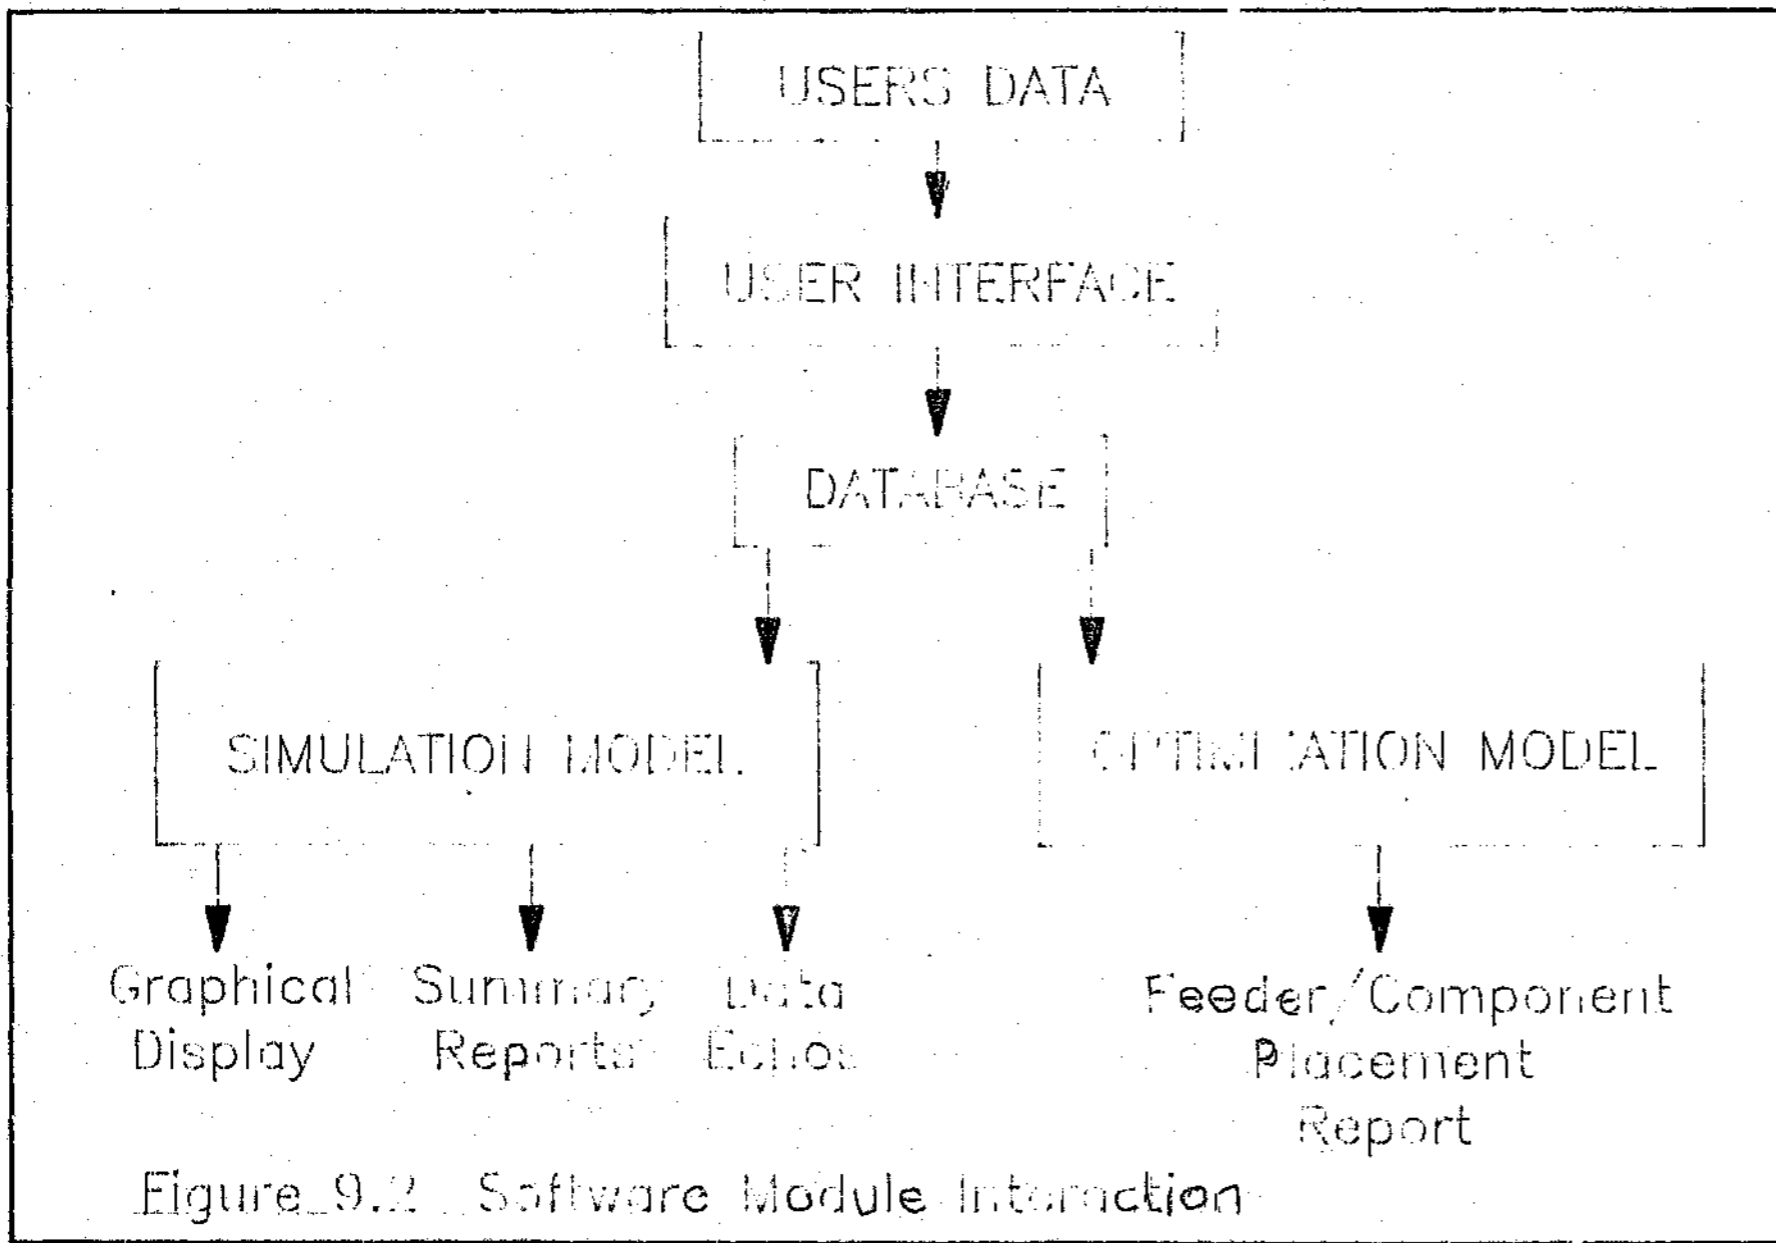 USERS DATA
USER INTERFACE
DATABASE
SIMULATION MODEL
OPTIMIZATION MODEL
Graphical
Display
Summary
Reports
Data
Echos
Feeder/Component
Placement
Report
Figure 9.2 Software Module Interaction